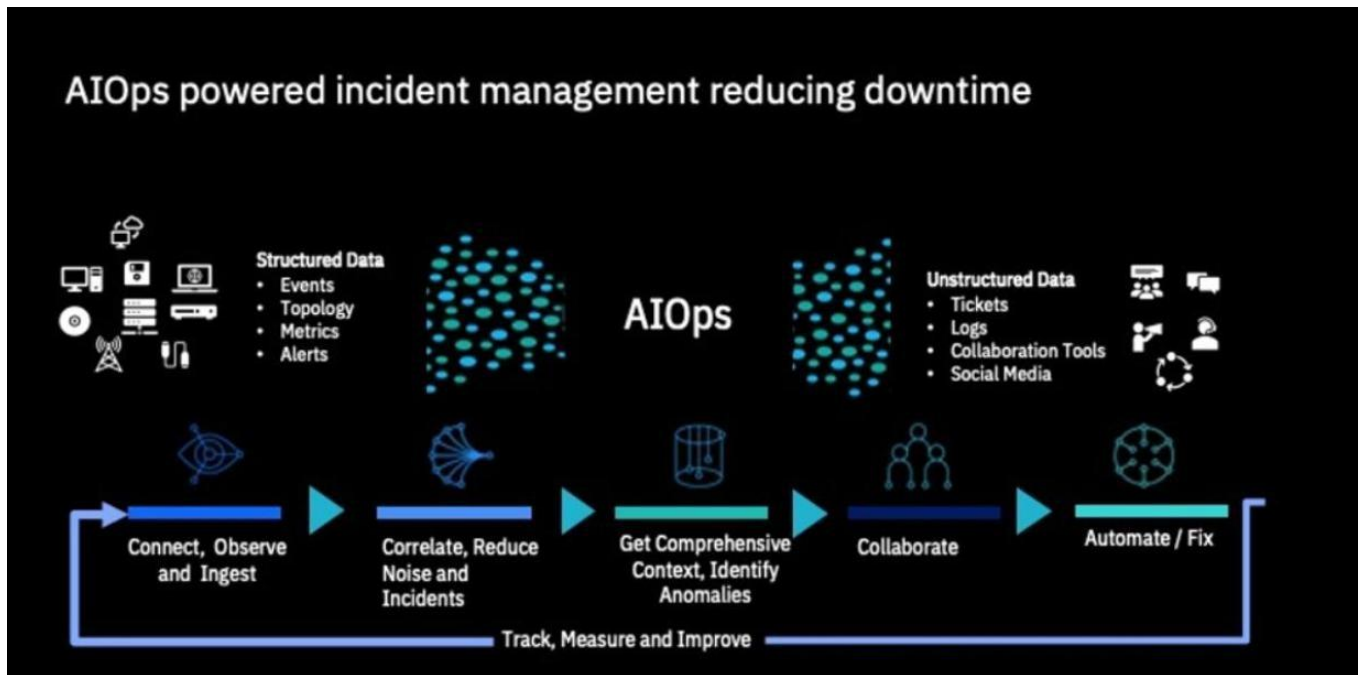 AIOps powered incident management reducing downtime
Structured Data
• Events
• Topology
• Metrics
• Alerts
AIOps
Unstructured Data
• Tickets
• Logs
• Collaboration Tools
• Social Media
Connect, Observe
and Ingest
Correlate, Reduce
Noise and
Incidents
Get Comprehensive
Context, Identify
Anomalies
Collaborate
Automate / Fix
Track, Measure and Improve